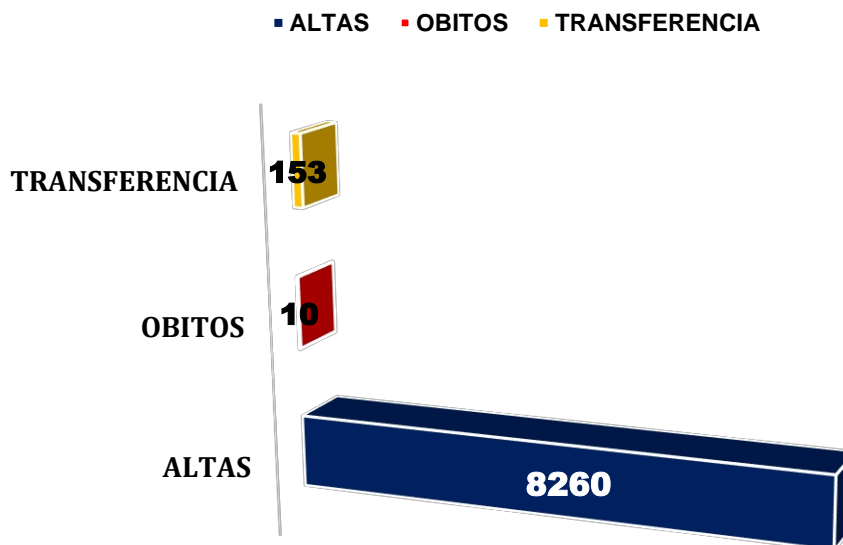 ALTAS OBITOS TRANSFERENCIA
TRANSFERENCIA 153
OBITOS 10
ALTAS 8260